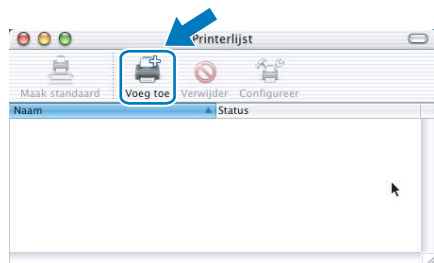 Printerlijst
Maak standaard Voeg toe Verwijder Configureer
Naam Status